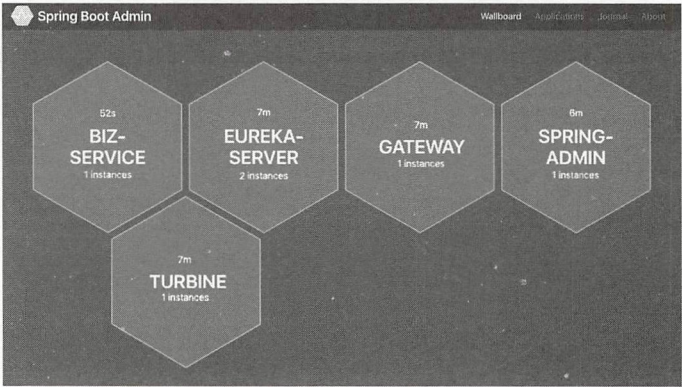 Spring Boot Admin
Wallboard Applications Journal About
52s
BIZ-
SERVICE
1 instances
7m
EUREKA-
SERVER
2 instances
7m
GATEWAY
1 instances
6m
SPRING-
ADMIN
1 instances
7m
TURBINE
1 instances